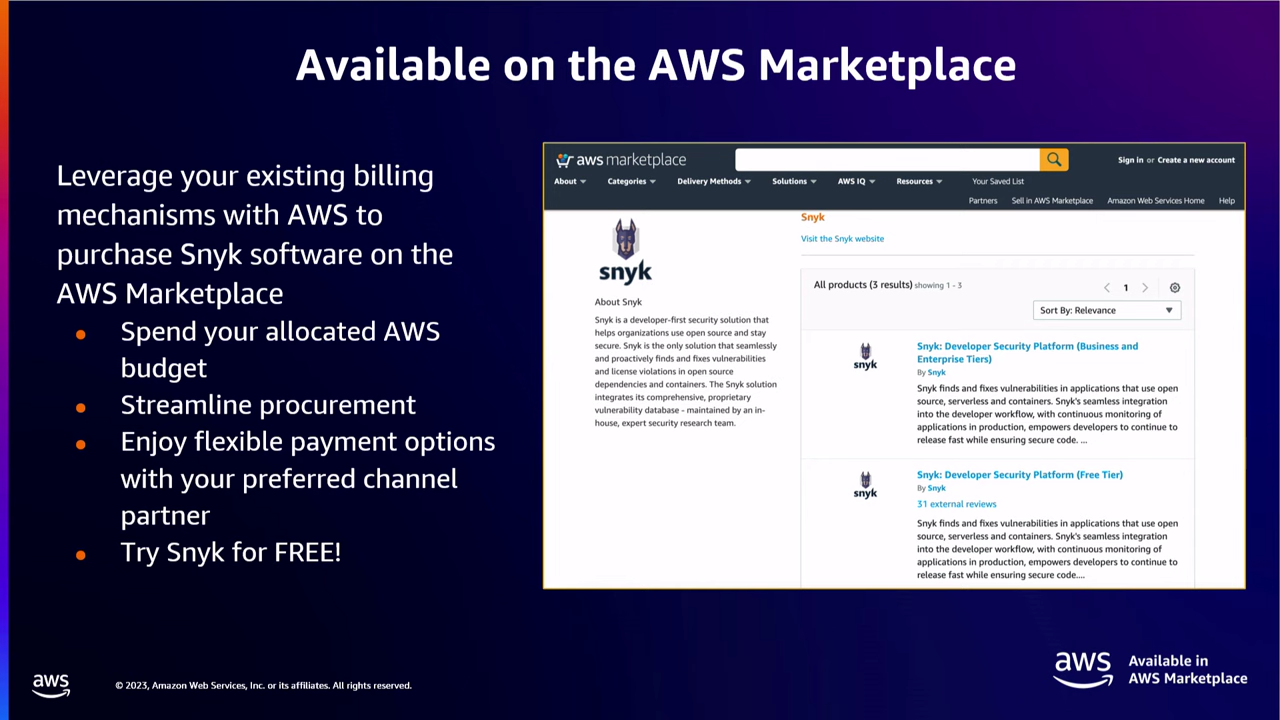 Available on the AWS Marketplace
Leverage your existing billing
mechanisms with AWS to
purchase Snyk software on the
AWS Marketplace
• Spend your allocated AWS
budget
• Streamline procurement
• Enjoy flexible payment options
with your preferred channel
partner
• Try Snyk for FREE!
aws marketplace
Sign in or Create a new account
About Categories Delivery Methods Solutions AWS IQ Resources Your Saved List
Partners Sell in AWS Marketplace Amazon Web Services Home Help
snyk
About Snyk
Snyk is a developer-first security solution that
helps organizations use open source and stay
secure. Snyk is the only solution that seamlessly
and proactively finds and fixes vulnerabilities
and license violations in open source
dependencies and containers. The Snyk solution
integrates its comprehensive, proprietary
vulnerability database - maintained by an in-
house, expert security research team.
Snyk
Visit the Snyk website
All products (3 results) showing 1 - 3
1
Sort By: Relevance
snyk
Snyk: Developer Security Platform (Business and
Enterprise Tiers)
By Snyk
Snyk finds and fixes vulnerabilities in applications that use open
source, serverless and containers. Snyk's seamless integration
into the developer workflow, with continuous monitoring of
applications in production, empowers developers to continue to
release fast while ensuring secure code. ...
snyk
Snyk: Developer Security Platform (Free Tier)
By Snyk
31 external reviews
Snyk finds and fixes vulnerabilities in applications that use open
source, serverless and containers. Snyk's seamless integration
into the developer workflow, with continuous monitoring of
applications in production, empowers developers to continue to
release fast while ensuring secure code....
aws
© 2023, Amazon Web Services, Inc. or its affiliates. All rights reserved.
aws
Available in
AWS Marketplace